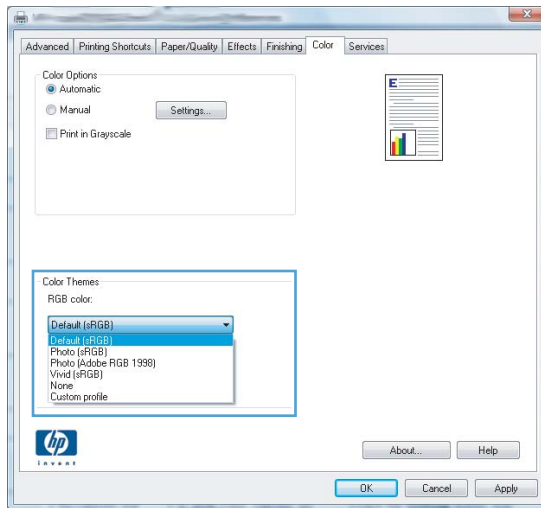 Advanced Printing Shortcuts Paper/Quality Effects Finishing Color Services
Color Options
Automatic
Manual
Settings...
Print in Grayscale
E
Color Themes
RGB color:
Default (sRGB)
Default (sRGB)
Photo (sRGB)
Photo (Adobe RGB 1998)
Vivid (sRGB)
None
Custom profile
hp
invent
About... Help
OK Cancel Apply